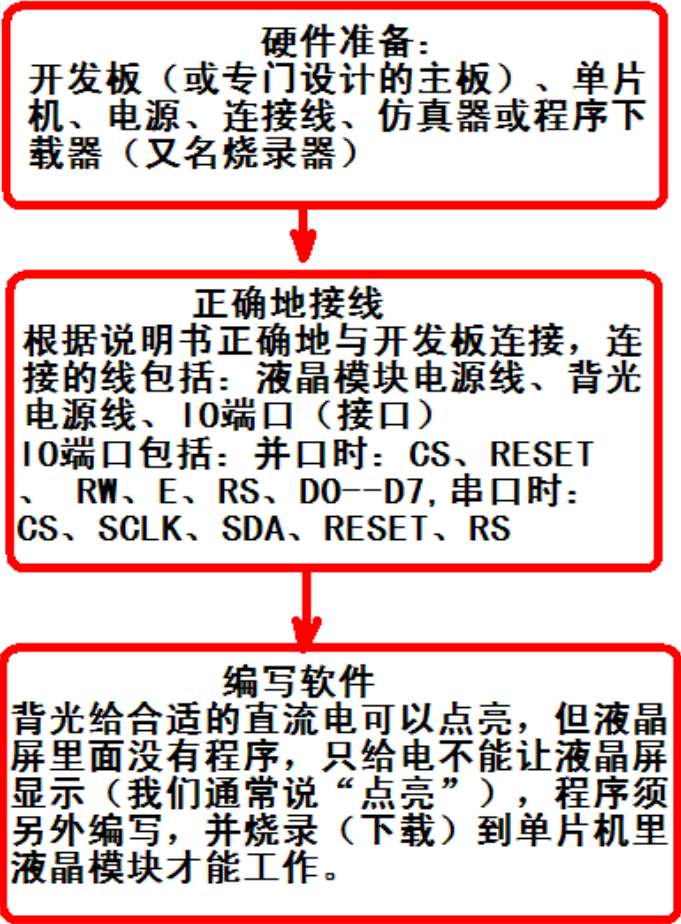 硬件准备：
开发板（或专门设计的主板）、单片
机、电源、连接线、仿真器或程序下
载器（又名烧录器）
正确地接线
根据说明书正确地与开发板连接，连
接的线包括：液晶模块电源线、背光
电源线、IO端口（接口）
IO端口包括：并口时：CS、RESET
、 RW、E、RS、D0--D7,串口时：
CS、SCLK、SDA、RESET、RS
编写软件
背光给合适的直流电可以点亮，但液晶
屏里面没有程序，只给电不能让液晶屏
显示（我们通常说“点亮”），程序须
另外编写，并烧录（下载）到单片机里
液晶模块才能工作。